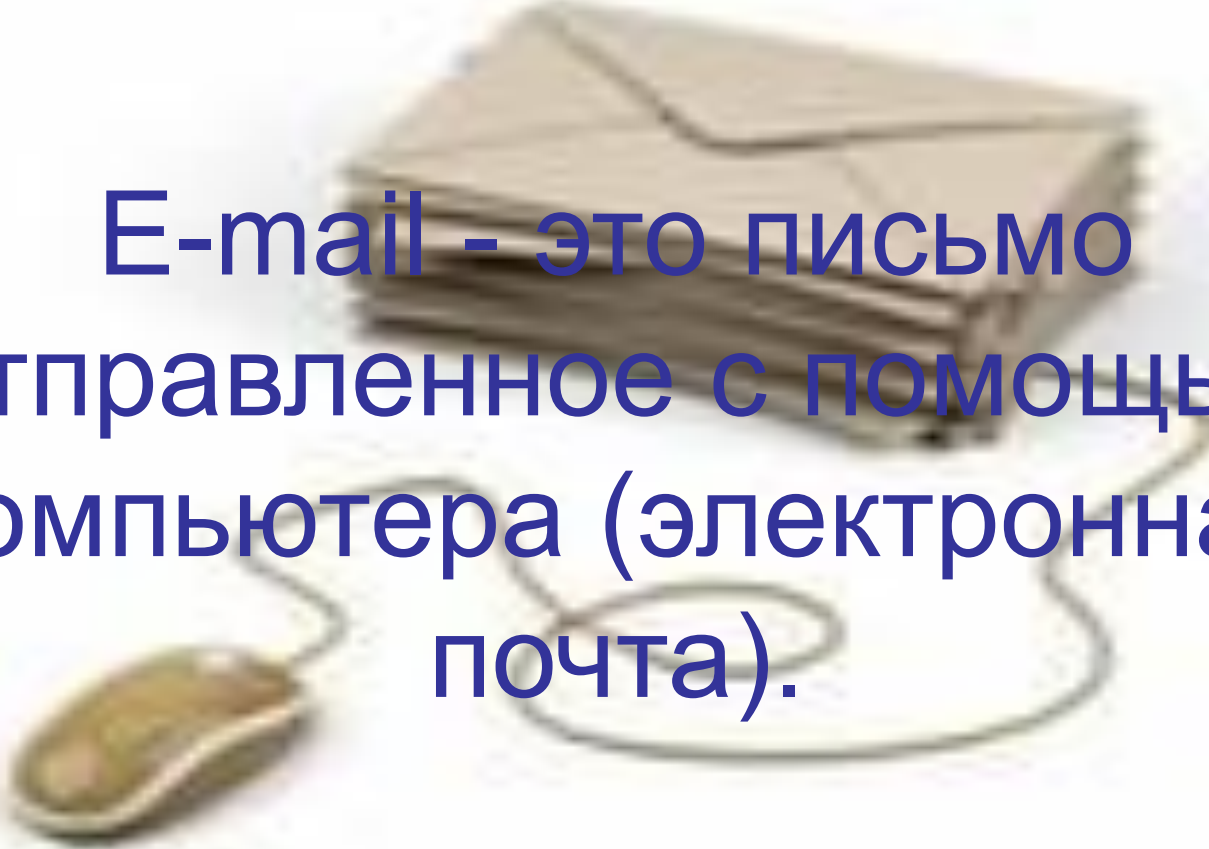 E-mail - это письмо
тправленное с помощь
омпьютера (электронна
почта).